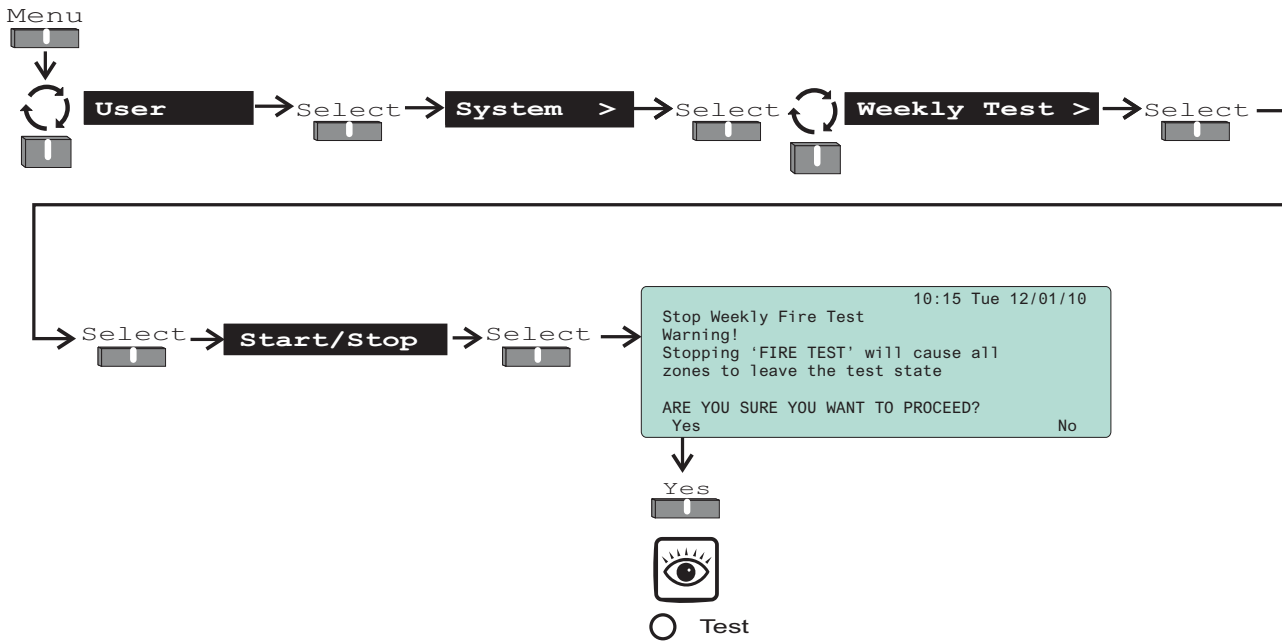 Menu
User Select System > Select Weekly Test > Select
Select Start/Stop Select
10:15 Tue 12/01/10
Stop Weekly Fire Test
Warning!
Stopping ‘FIRE TEST’ will cause all
zones to leave the test state
ARE YOU SURE YOU WANT TO PROCEED?
Yes No
Yes
Test